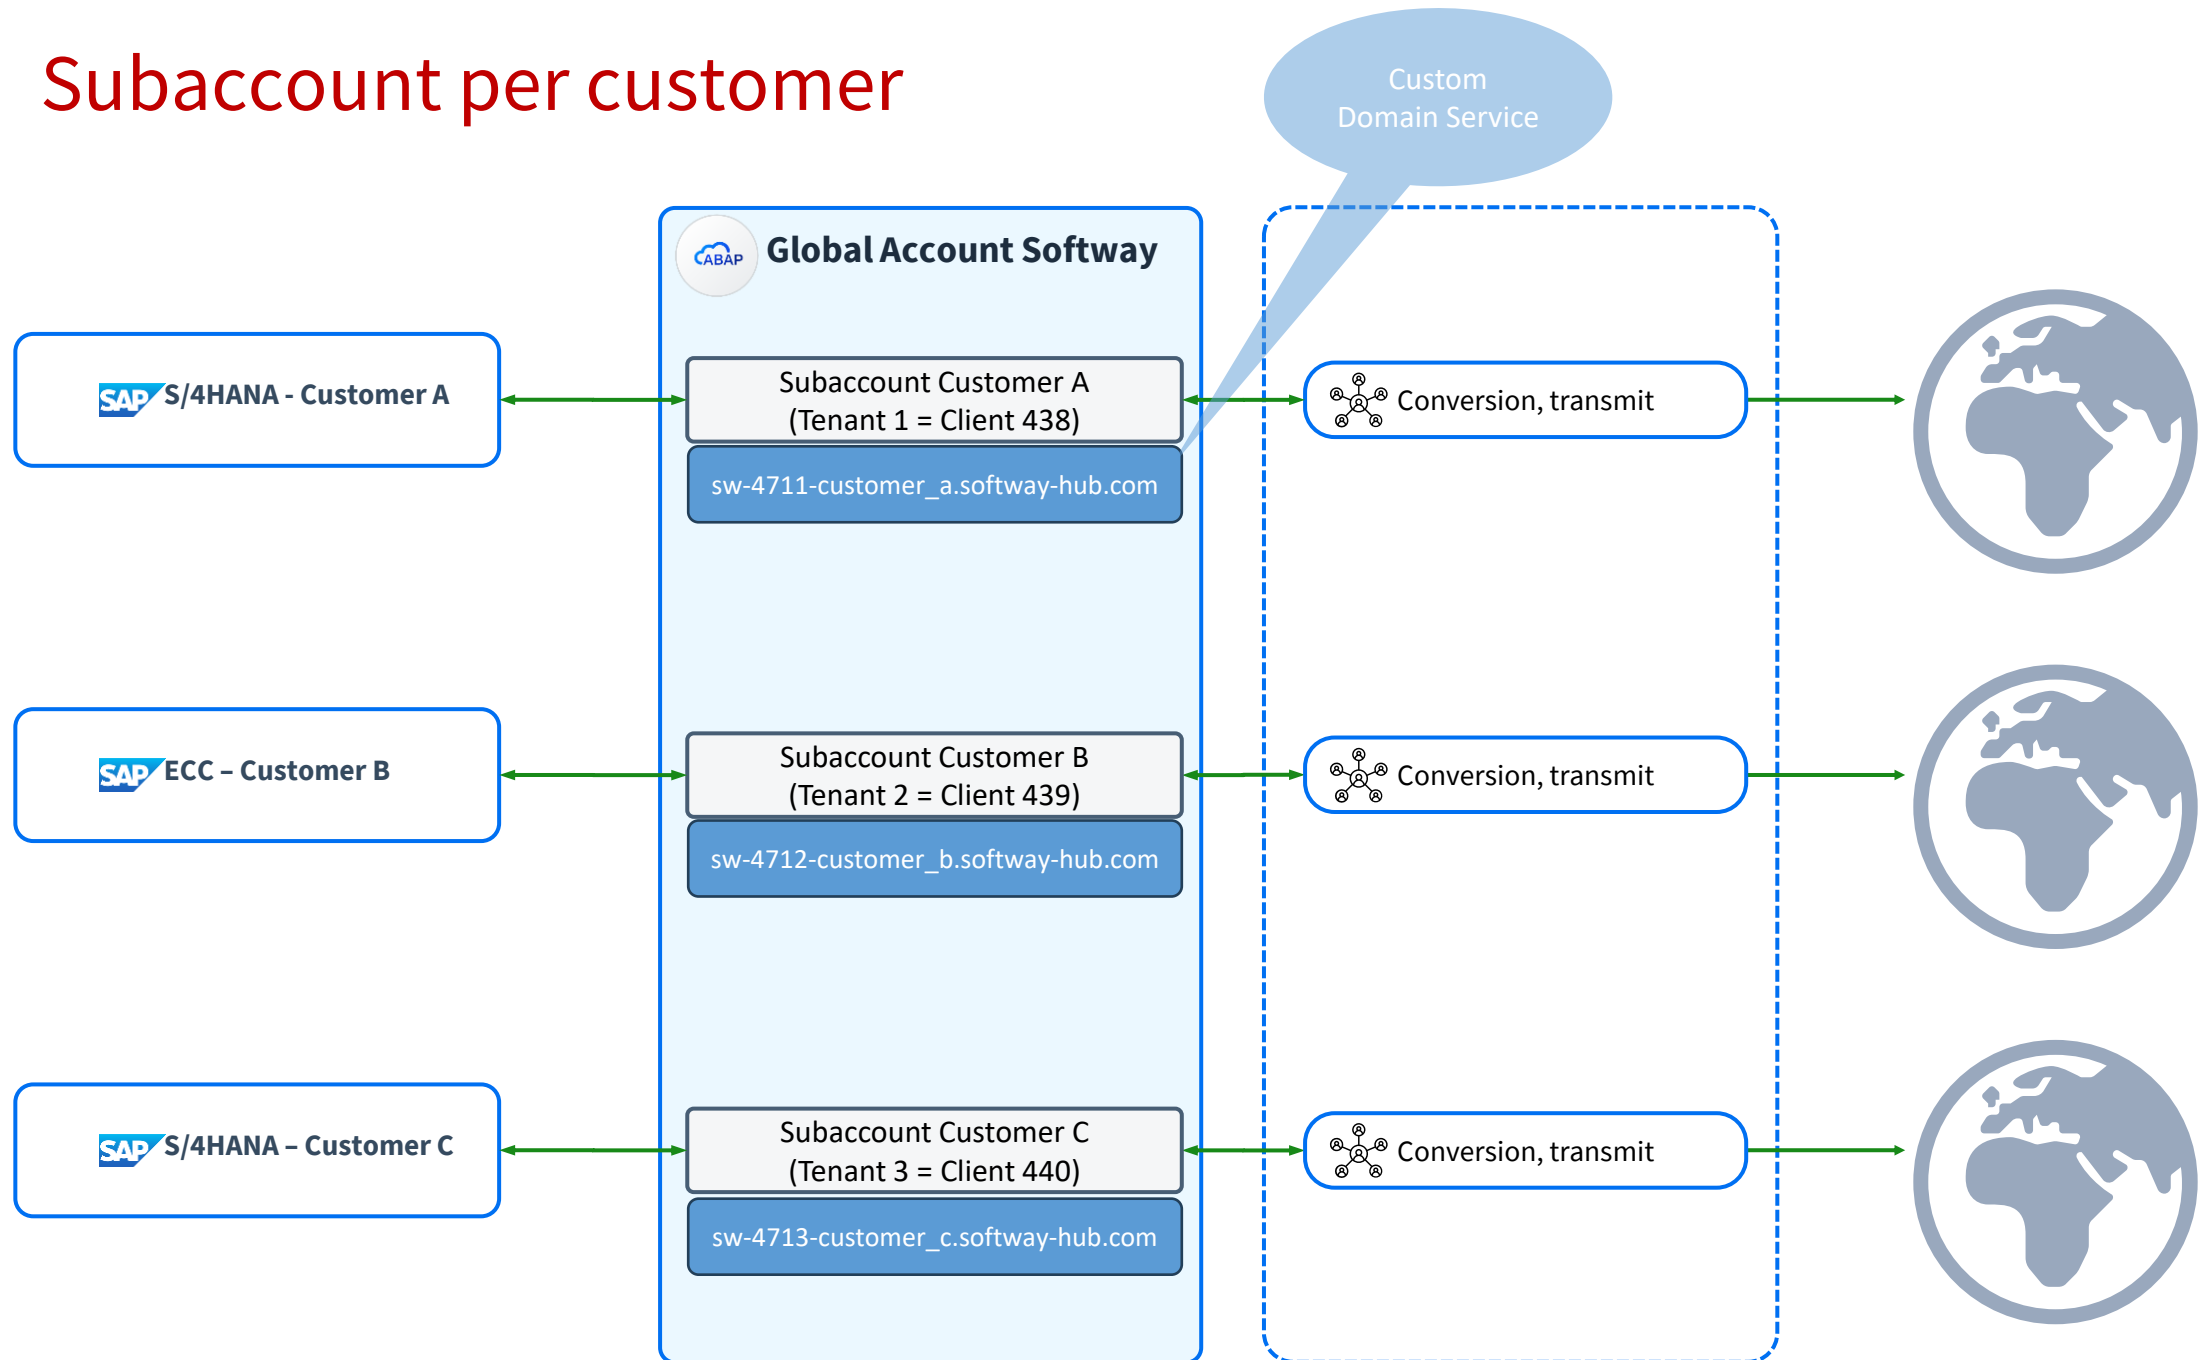 Subaccount per customer
Custom
Domain Service
ABAP
Global Account Softway
SAP S/4HANA - Customer A
Subaccount Customer A
(Tenant 1 = Client 438)
sw-4711-customer_a.softway-hub.com
Conversion, transmit
SAP ECC – Customer B
Subaccount Customer B
(Tenant 2 = Client 439)
sw-4712-customer_b.softway-hub.com
Conversion, transmit
SAP S/4HANA – Customer C
Subaccount Customer C
(Tenant 3 = Client 440)
sw-4713-customer_c.softway-hub.com
Conversion, transmit